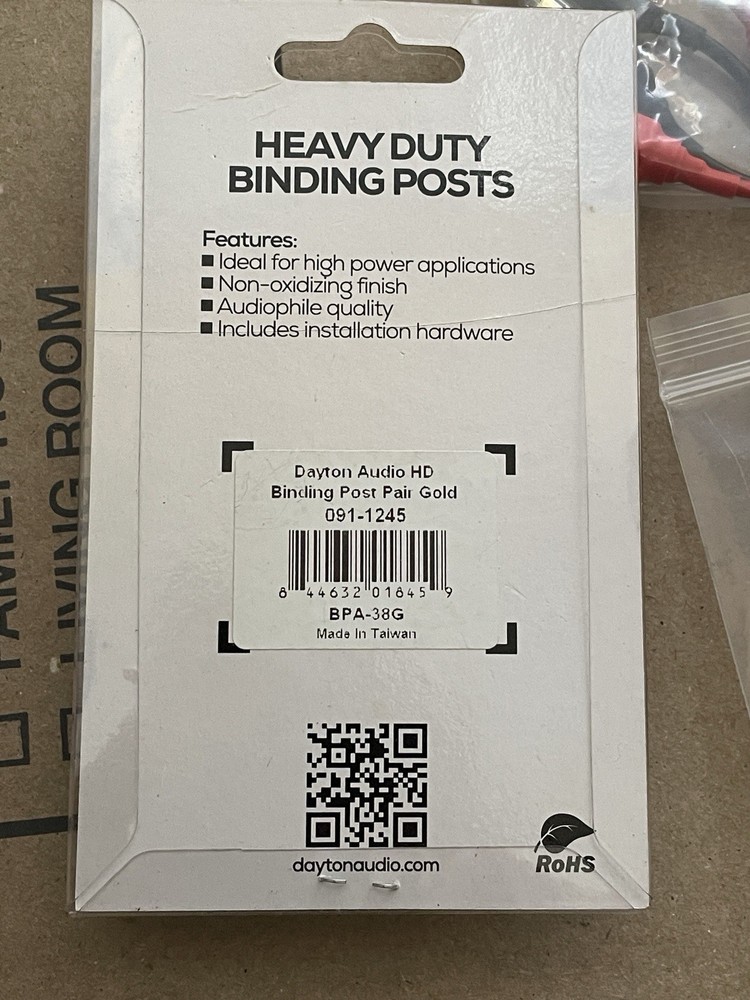 HEAVY DUTY
BINDING POSTS
Features:
Ideal for high power applications
Non-oxidizing finish
Audiophile quality
Includes installation hardware
Dayton Audio HD
Binding Post Pair Gold
091-1245
8 44632 01845 9
BPA-38G
Made In Taiwan
daytonaudio.com
RoHS
LIVING ROOM